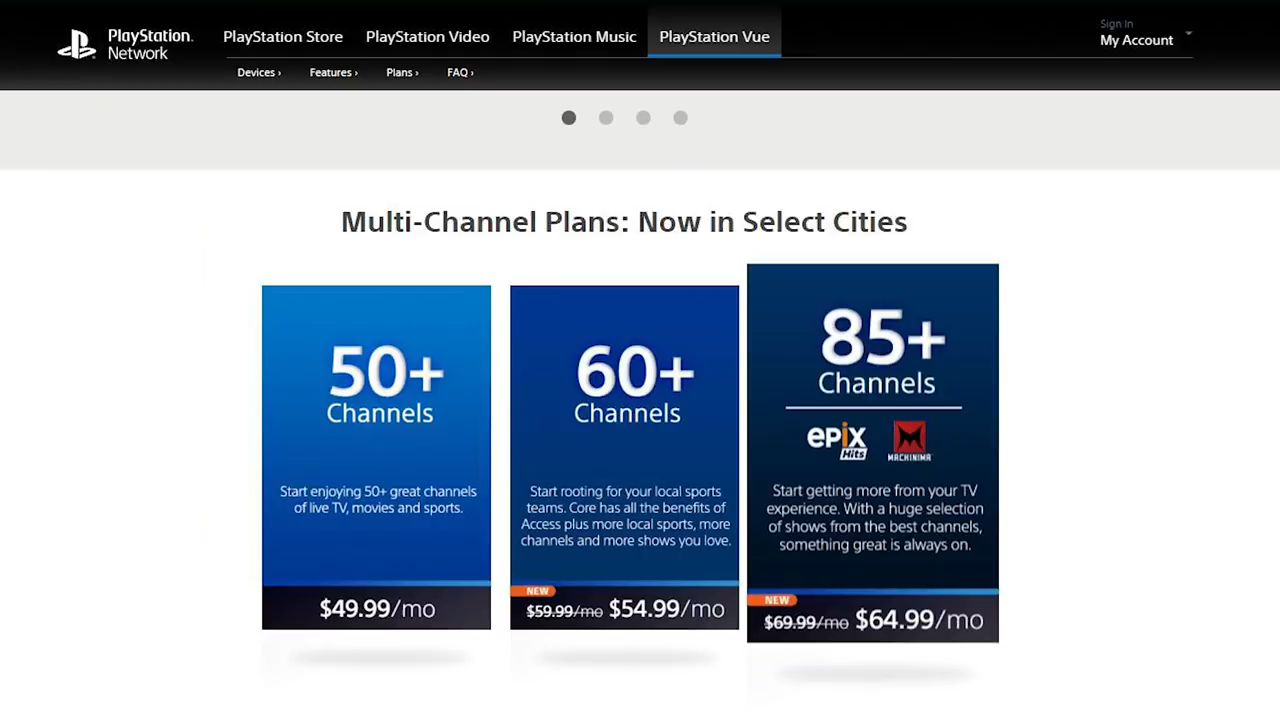 PlayStation
Network
PlayStation Store
PlayStation Video
PlayStation Music
PlayStation Vue
Sign In
My Account
Devices ›
Features ›
Plans ›
FAQ ›
Multi-Channel Plans: Now in Select Cities
50+
Channels
Start enjoying 50+ great channels
of live TV, movies and sports.
$49.99/mo
60+
Channels
Start rooting for your local sports
teams. Core has all the benefits of
Access plus more local sports, more
channels and more shows you love.
NEW
$59.99/mo $54.99/mo
85+
Channels
epix
Hits
MACHINIMA
Start getting more from your TV
experience. With a huge selection
of shows from the best channels,
something great is always on.
NEW
$69.99/mo $64.99/mo